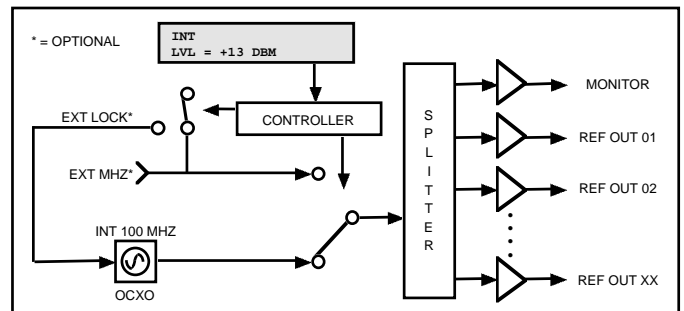 * = OPTIONAL
INT
LVL = +13 DBM
EXT LOCK*
CONTROLLER
EXT MHZ*
INT 100 MHZ
OCXO
SPLITTER
MONITOR
REF OUT 01
REF OUT 02
REF OUT XX